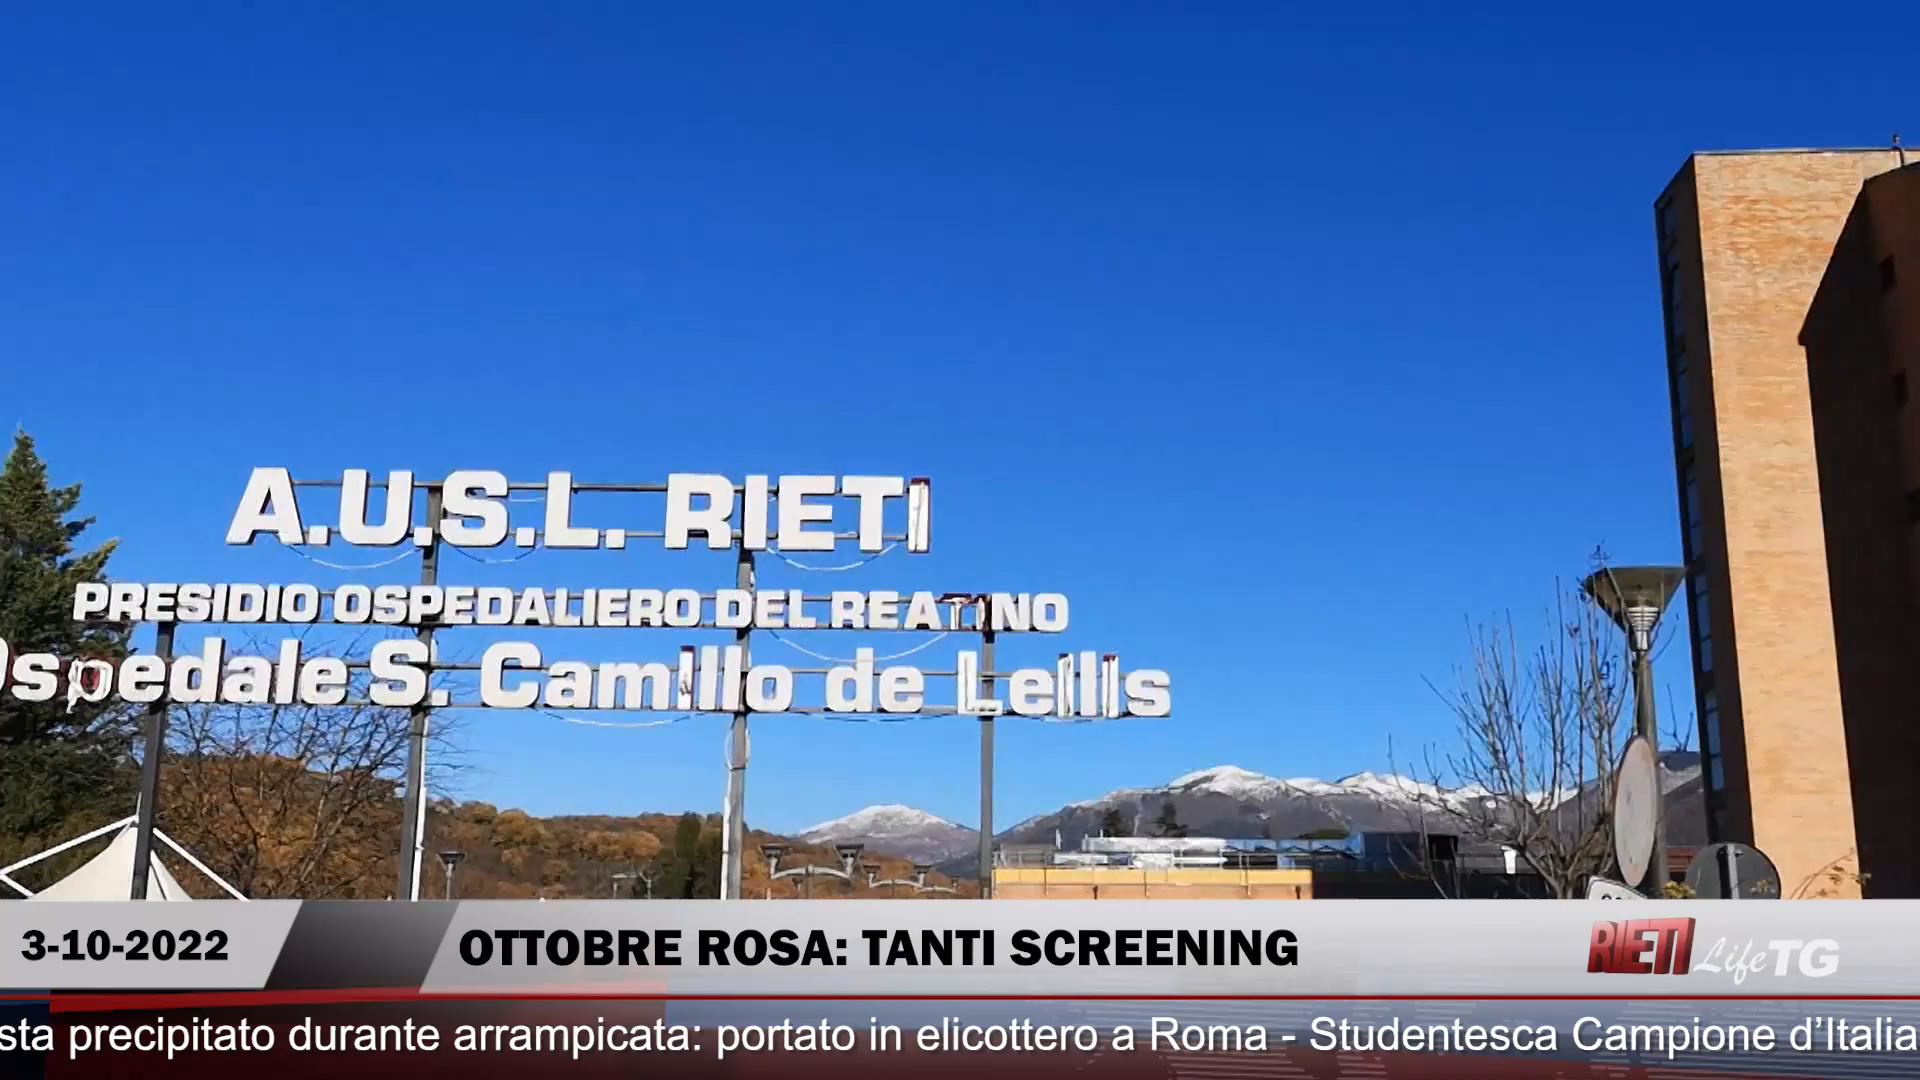 A.U.S.L. RIETI
PRESIDIO OSPEDALIERO DEL REATINO
Ospedale S. Camillo de Lellis
3-10-2022
OTTOBRE ROSA: TANTI SCREENING
RIETI Life TG
sta precipitato durante arrampicata: portato in elicottero a Roma - Studentesca Campione d’Italia